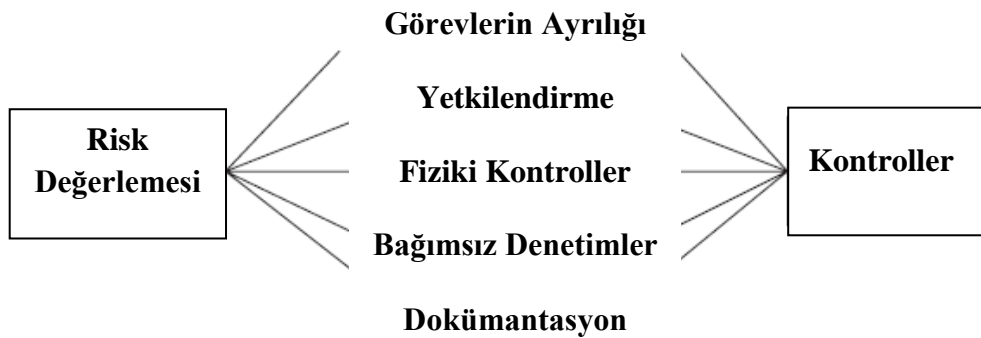 Görevlerin Ayrılığı
Yetkilendirme
Risk
Değerlemesi
Fiziki Kontroller
Kontroller
Bağımsız Denetimler
Dokümantasyon